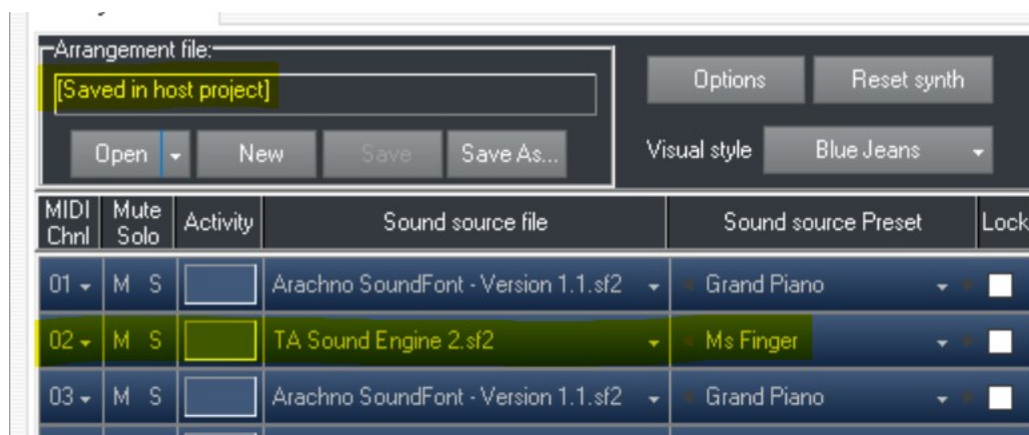 Arrangement file:
[Saved in host project]
Options
Reset synth
Open
New
Save
Save As...
Visual style
Blue Jeans
MIDI Chnl
Mute Solo
Activity
Sound source file
Sound source Preset
Lock
01 M S Arachno SoundFont - Version 1.1.sf2 Grand Piano
02 M S TA Sound Engine 2.sf2 Ms Finger
03 M S Arachno SoundFont - Version 1.1.sf2 Grand Piano